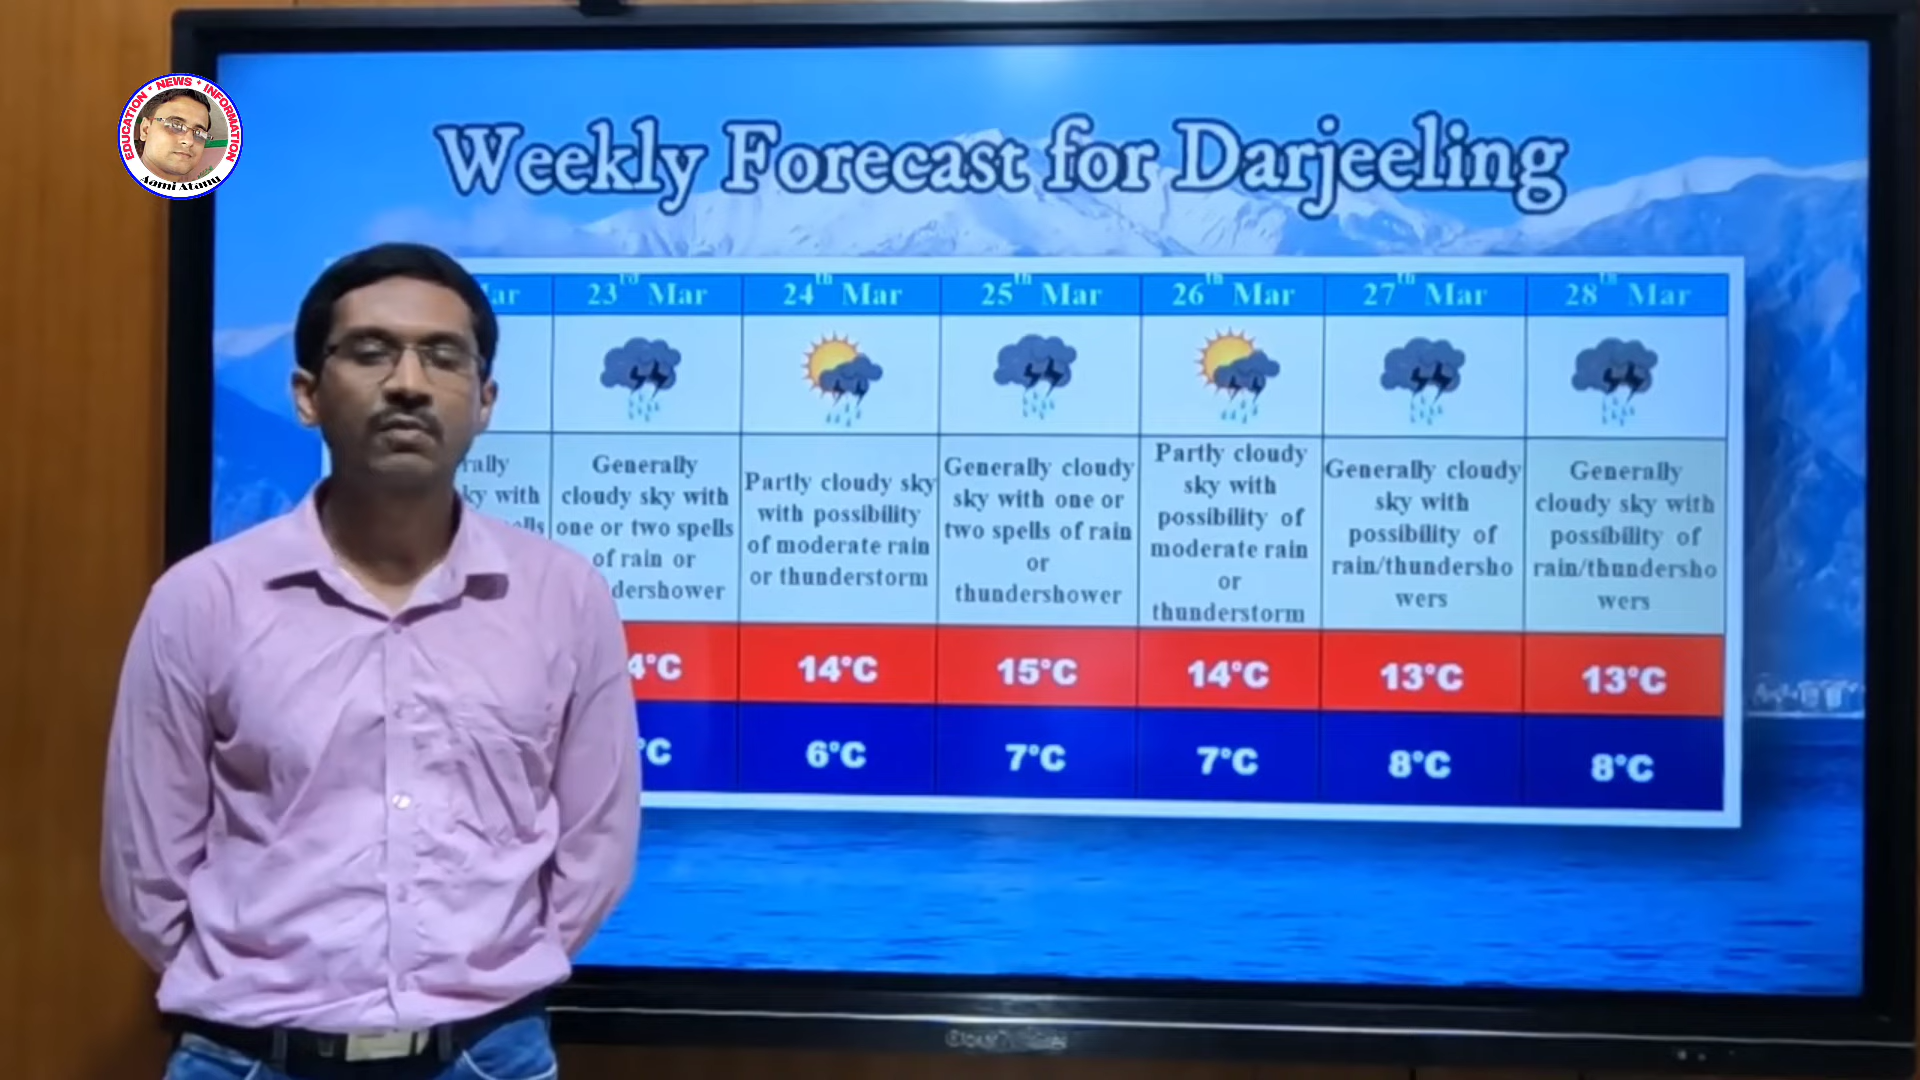 EDUCATION * NEWS * INFORMATION
Aami Atanu
Weekly Forecast for Darjeeling
23rd Mar
24th Mar
25th Mar
26th Mar
27th Mar
28th Mar
Generally
cloudy sky with
one or two spells
of rain or
Partly cloudy sky
with possibility
of moderate rain
or thunderstorm
Generally cloudy
sky with one or
two spells of rain
or
thundershower
Partly cloudy
sky with
possibility of
moderate rain
or
thunderstorm
Generally cloudy
sky with
possibility of
rain/thundersho
wers
Generally
cloudy sky with
possibility of
rain/thundersho
wers
14°C
15°C
14°C
13°C
13°C
6°C
7°C
7°C
8°C
8°C